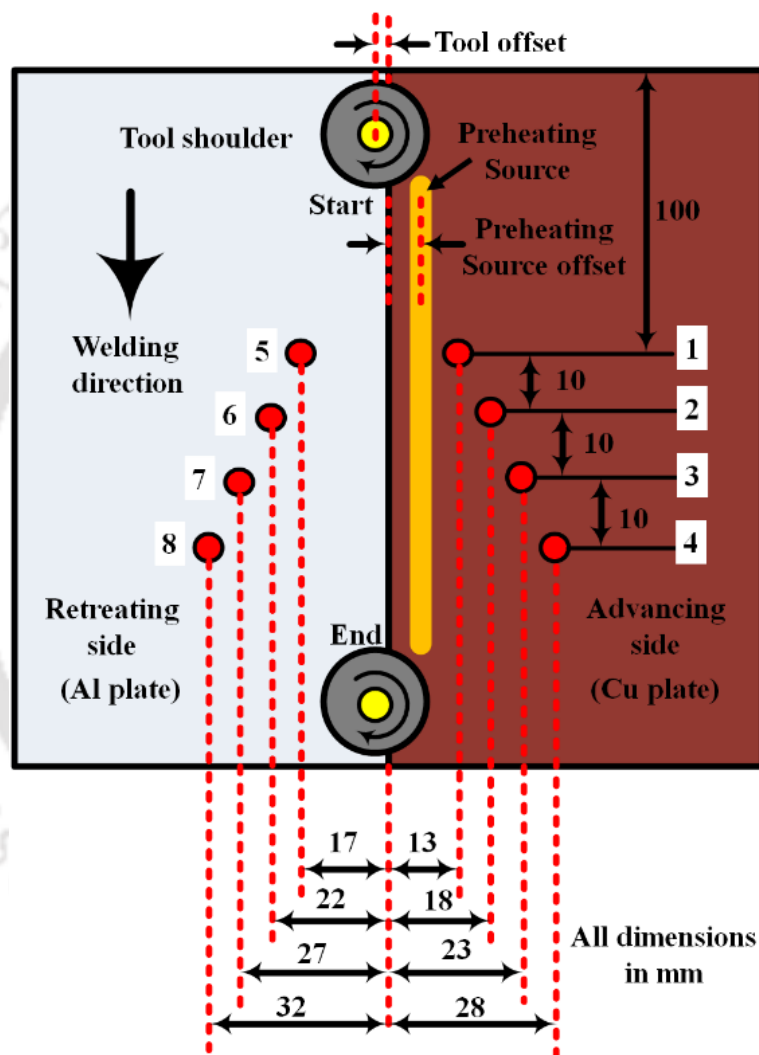 Tool offset
Tool shoulder
Preheating
Source
Start
100
Preheating
Source offset
Welding
direction
5
1
10
6
2
10
7
3
10
8
4
Retreating
side
(Al plate)
End
Advancing
side
(Cu plate)
17
13
22
18
27
23
32
28
All dimensions
in mm